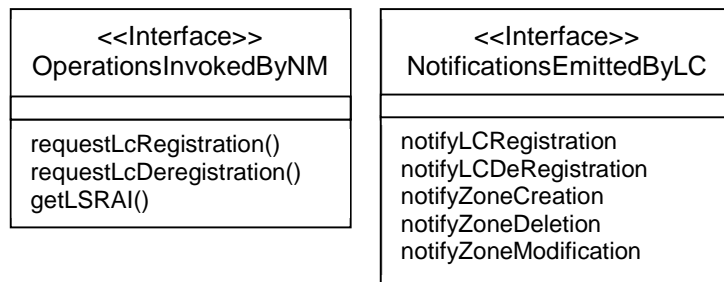 <<Interface>>
OperationsInvokedByNM
requestLcRegistration()
requestLcDeregistration()
getLSRAI()
<<Interface>>
NotificationsEmittedByLC
notifyLCRegistration
notifyLCDeRegistration
notifyZoneCreation
notifyZoneDeletion
notifyZoneModification